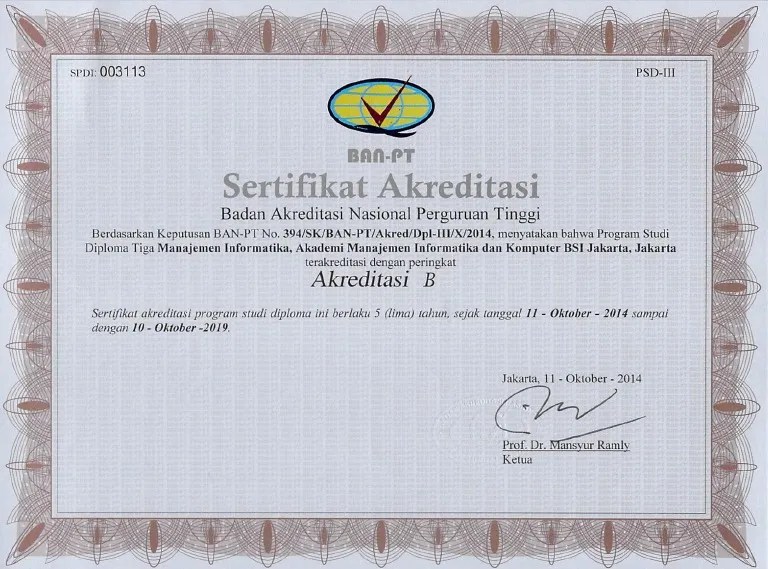 SPDI: 003113
PSD-III
BAN-PT
Sertifikat Akreditasi
Badan Akreditasi Nasional Perguruan Tinggi
Berdasarkan Keputusan BAN-PT No. 394/SK/BAN-PT/Akred/Dpl-III/X/2014, menyatakan bahwa Program Studi
Diploma Tiga Manajemen Informatika, Akademi Manajemen Informatika dan Komputer BSI Jakarta, Jakarta
terakreditasi dengan peringkat
Akreditasi B
Sertifikat akreditasi program studi diploma ini berlaku 5 (lima) tahun, sejak tanggal 11 - Oktober - 2014 sampai
dengan 10 - Oktober -2019.
Jakarta, 11 - Oktober - 2014
Prof. Dr. Mansyur Ramly
Ketua